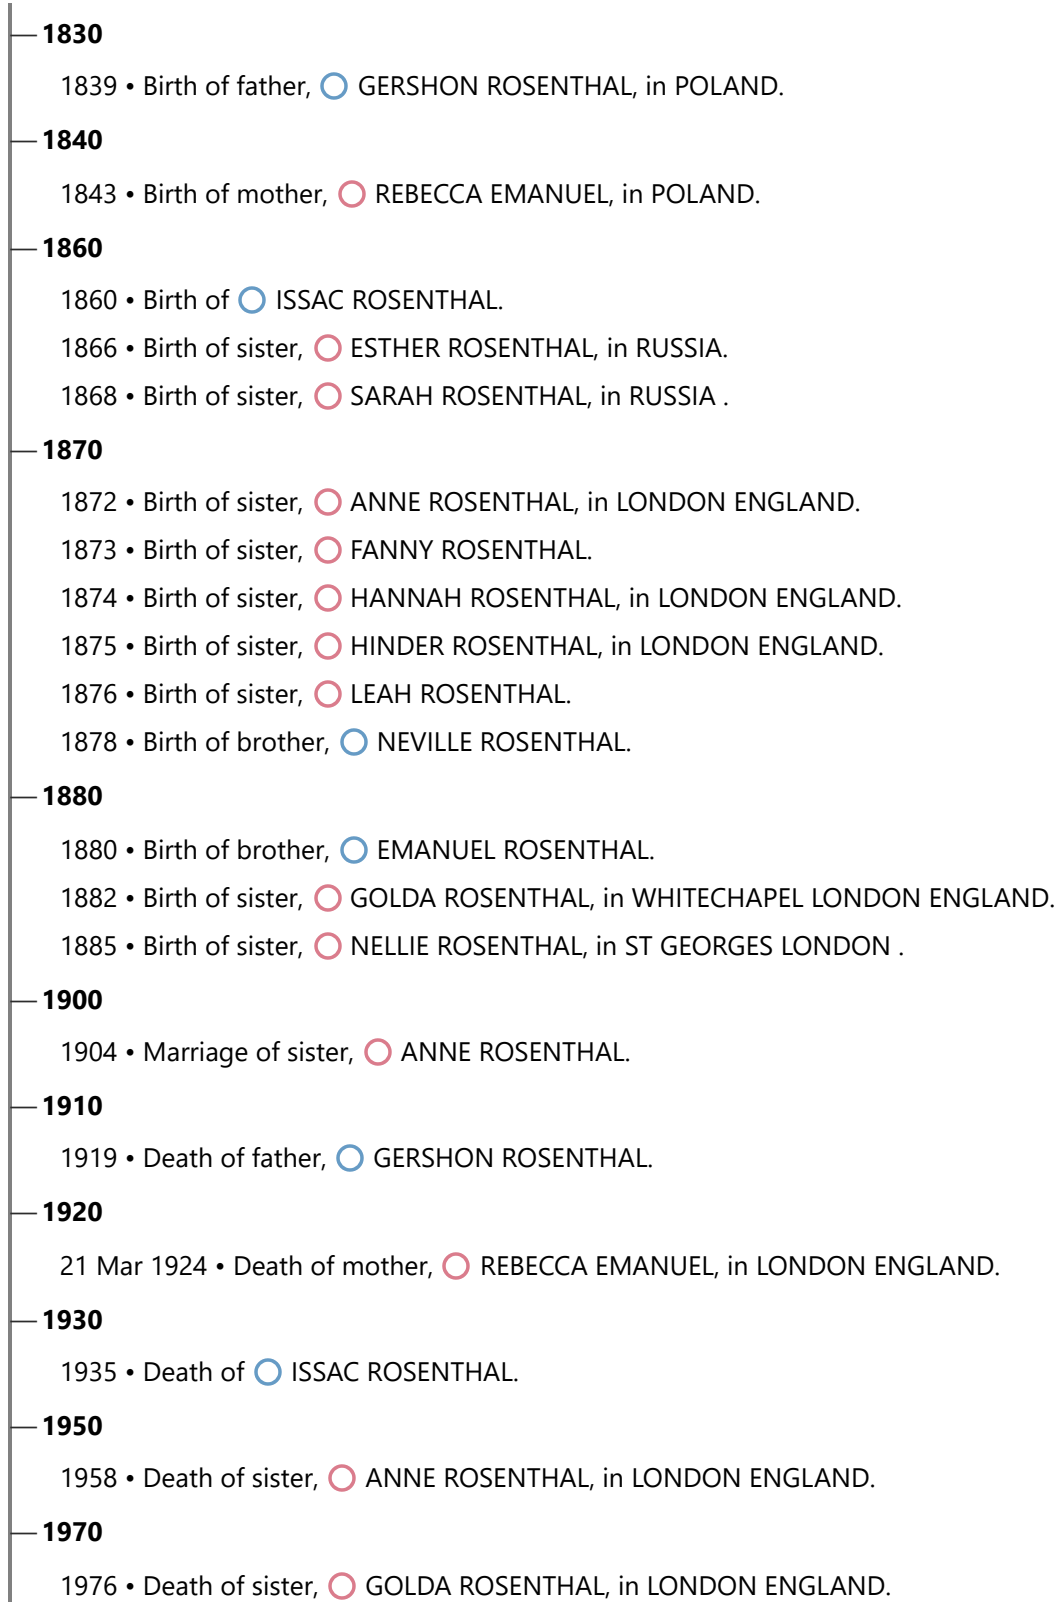 1830
1839 • Birth of father, GERSHON ROSENTHAL, in POLAND.
1840
1843 • Birth of mother, REBECCA EMANUEL, in POLAND.
1860
1860 • Birth of ISSAC ROSENTHAL.
1866 • Birth of sister, ESTHER ROSENTHAL, in RUSSIA.
1868 • Birth of sister, SARAH ROSENTHAL, in RUSSIA .
1870
1872 • Birth of sister, ANNE ROSENTHAL, in LONDON ENGLAND.
1873 • Birth of sister, FANNY ROSENTHAL.
1874 • Birth of sister, HANNAH ROSENTHAL, in LONDON ENGLAND.
1875 • Birth of sister, HINDER ROSENTHAL, in LONDON ENGLAND.
1876 • Birth of sister, LEAH ROSENTHAL.
1878 • Birth of brother, NEVILLE ROSENTHAL.
1880
1880 • Birth of brother, EMANUEL ROSENTHAL.
1882 • Birth of sister, GOLDA ROSENTHAL, in WHITECHAPEL LONDON ENGLAND.
1885 • Birth of sister, NELLIE ROSENTHAL, in ST GEORGES LONDON .
1900
1904 • Marriage of sister, ANNE ROSENTHAL.
1910
1919 • Death of father, GERSHON ROSENTHAL.
1920
21 Mar 1924 • Death of mother, REBECCA EMANUEL, in LONDON ENGLAND.
1930
1935 • Death of ISSAC ROSENTHAL.
1950
1958 • Death of sister, ANNE ROSENTHAL, in LONDON ENGLAND.
1970
1976 • Death of sister, GOLDA ROSENTHAL, in LONDON ENGLAND.